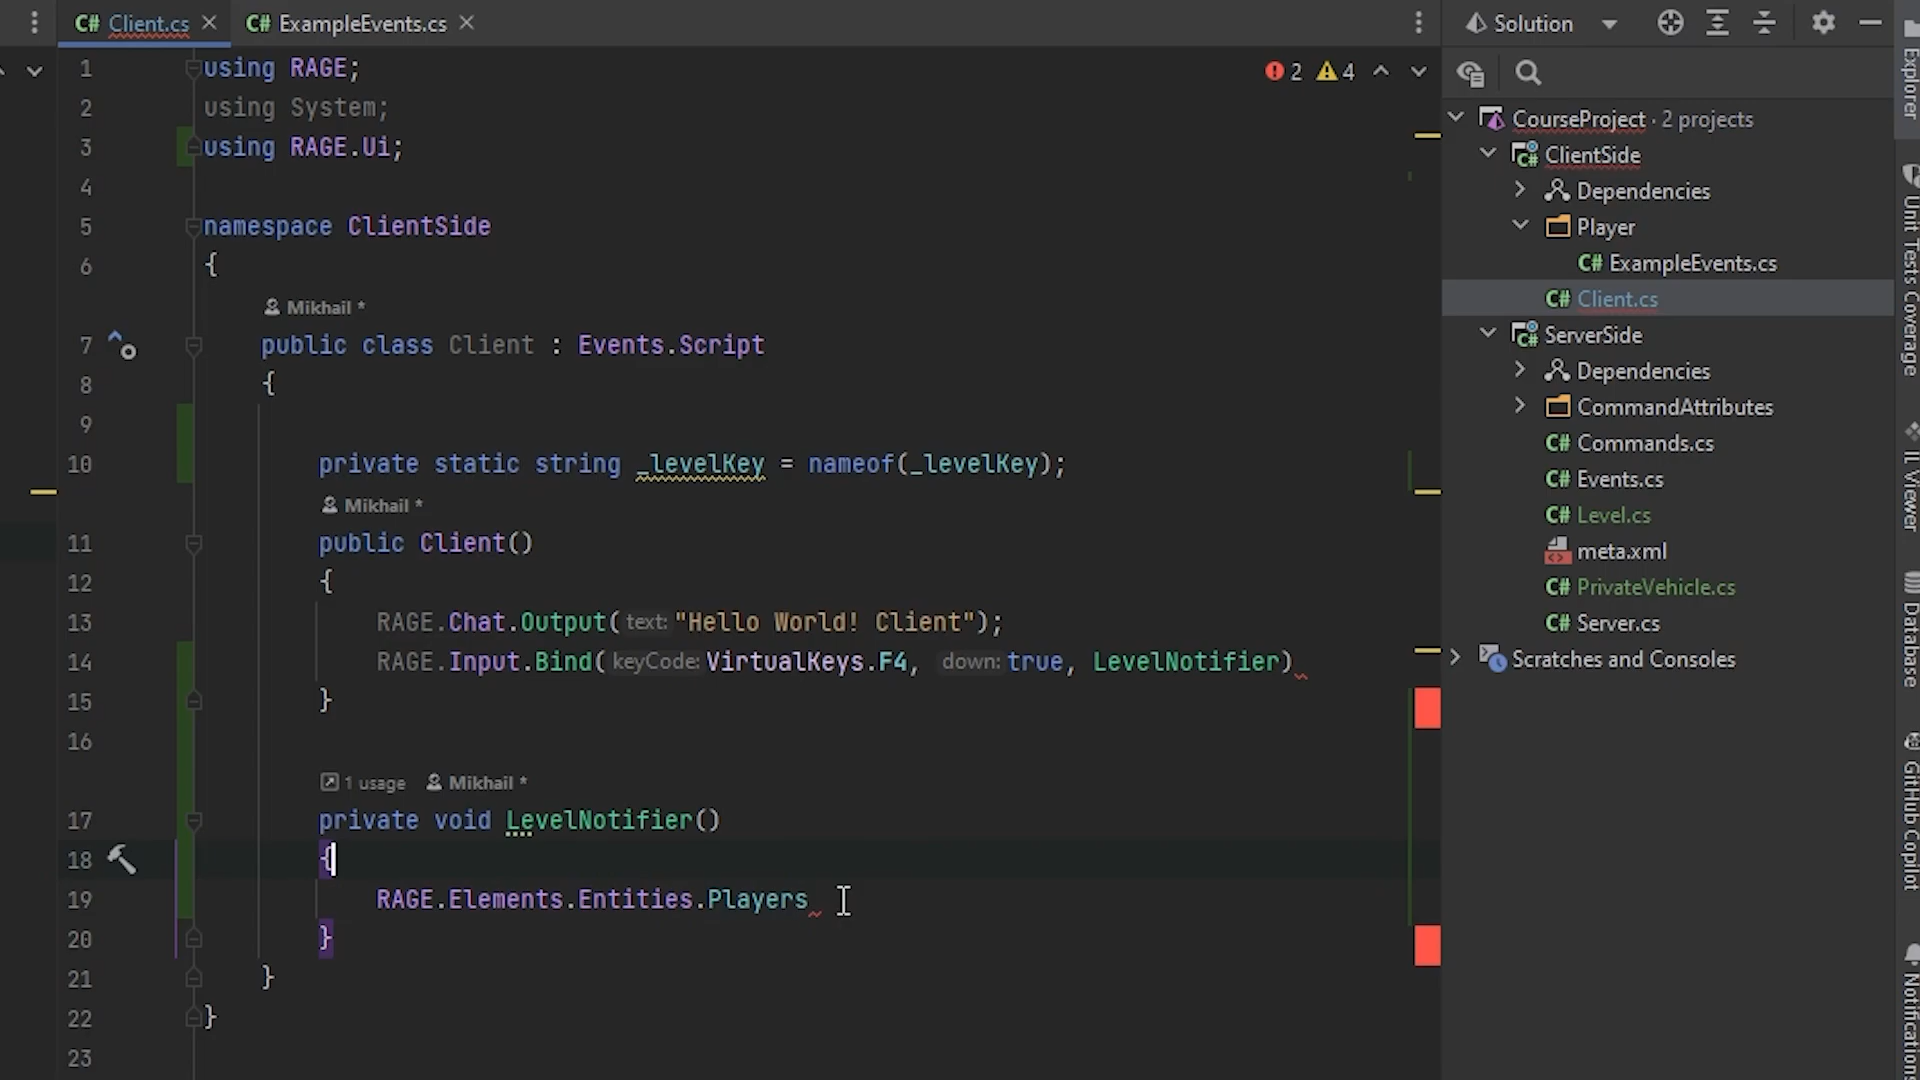 Client.cs
ExampleEvents.cs
Solution
1 using RAGE;
2 4
2 using System;
3 using RAGE.Ui;
4
5 namespace ClientSide
6 {
Mikhail *
7 public class Client : Events.Script
8 {
9
10 private static string _levelKey = nameof(_levelKey);
Mikhail *
11 public Client()
12 {
13 RAGE.Chat.Output( text: "Hello World! Client");
14 RAGE.Input.Bind( keyCode: VirtualKeys.F4, down: true, LevelNotifier)
15 }
16
1 usage Mikhail *
17 private void LevelNotifier()
18 {
19 RAGE.Elements.Entities.Players
20 }
21 }
22 }
23
CourseProject · 2 projects
ClientSide
Dependencies
Player
C# ExampleEvents.cs
C# Client.cs
ServerSide
Dependencies
CommandAttributes
C# Commands.cs
C# Events.cs
C# Level.cs
meta.xml
C# PrivateVehicle.cs
C# Server.cs
Scratches and Consoles
Explorer
Unit Tests Coverage
IL Viewer
Database
GitHub Copilot
Notifications